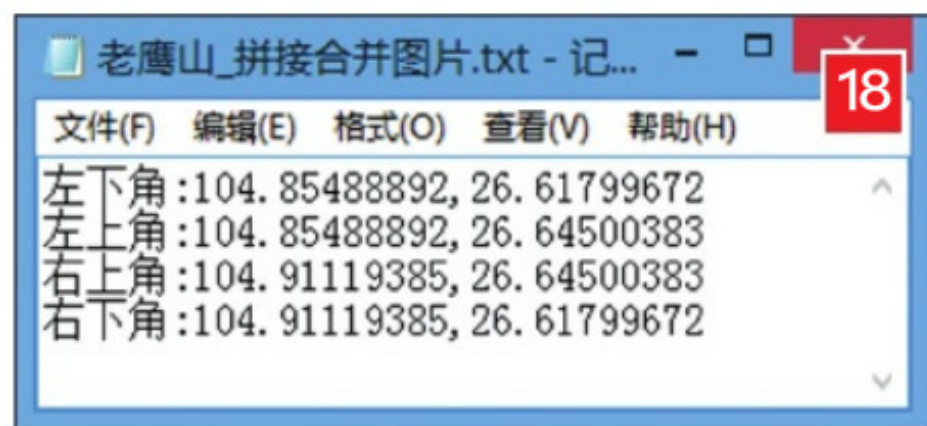 老鹰山_拼接合并图片.txt - 记...
18
文件(F) 编辑(E) 格式(O) 查看(V) 帮助(H)
左下角:104.85488892,26.61799672
左上角:104.85488892,26.64500383
右上角:104.91119385,26.64500383
右下角:104.91119385,26.61799672